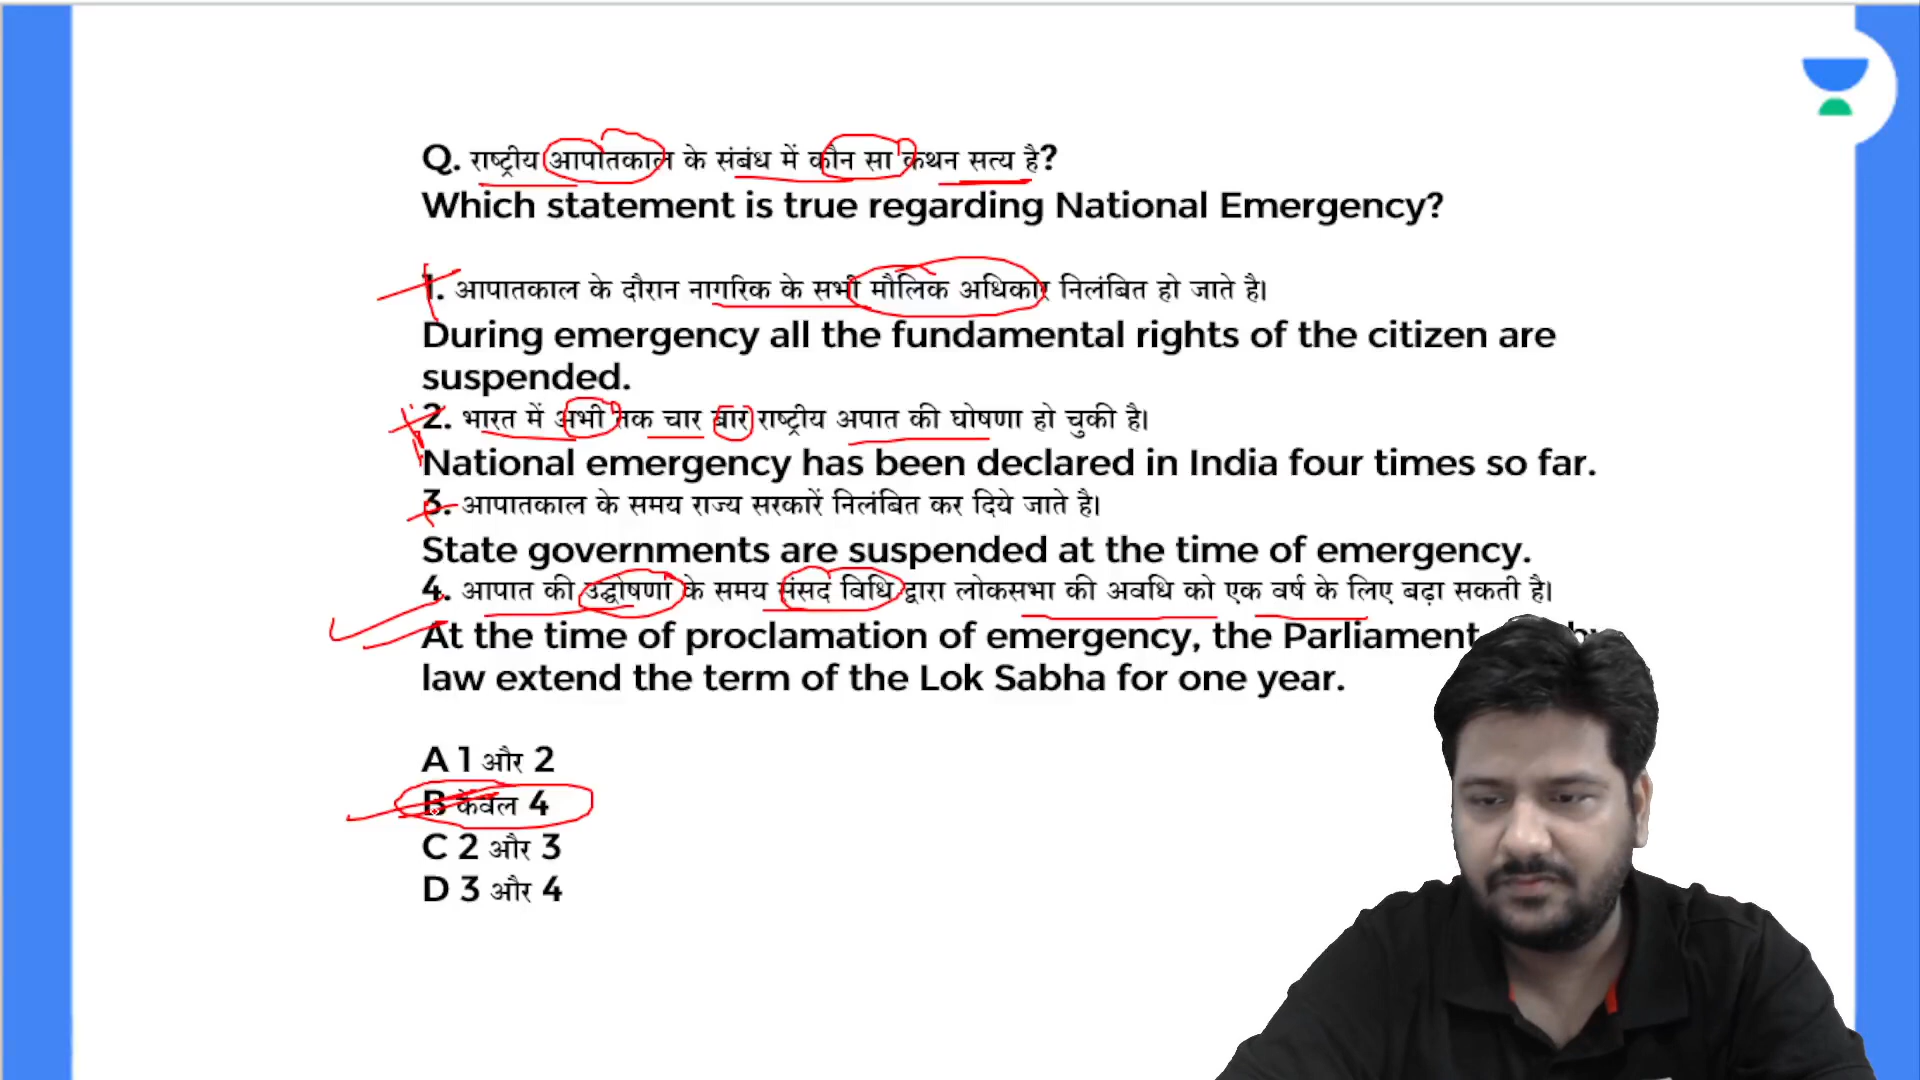 Q. राष्ट्रीय आपातकाल के संबंध में कौन सा कथन सत्य है?
Which statement is true regarding National Emergency?
1. आपातकाल के दौरान नागरिक के सभी मौलिक अधिकार निलंबित हो जाते है।
During emergency all the fundamental rights of the citizen are
suspended.
2. भारत में अभी तक चार बार राष्ट्रीय अपात की घोषणा हो चुकी है।
National emergency has been declared in India four times so far.
3. आपातकाल के समय राज्य सरकारें निलंबित कर दिये जाते है।
State governments are suspended at the time of emergency.
4. आपात की उद्घोषणा के समय संसद विधि द्वारा लोकसभा की अवधि को एक वर्ष के लिए बढ़ा सकती है।
At the time of proclamation of emergency, the Parliament
law extend the term of the Lok Sabha for one year.
A 1 और 2
B केवल 4
C 2 और 3
D 3 और 4